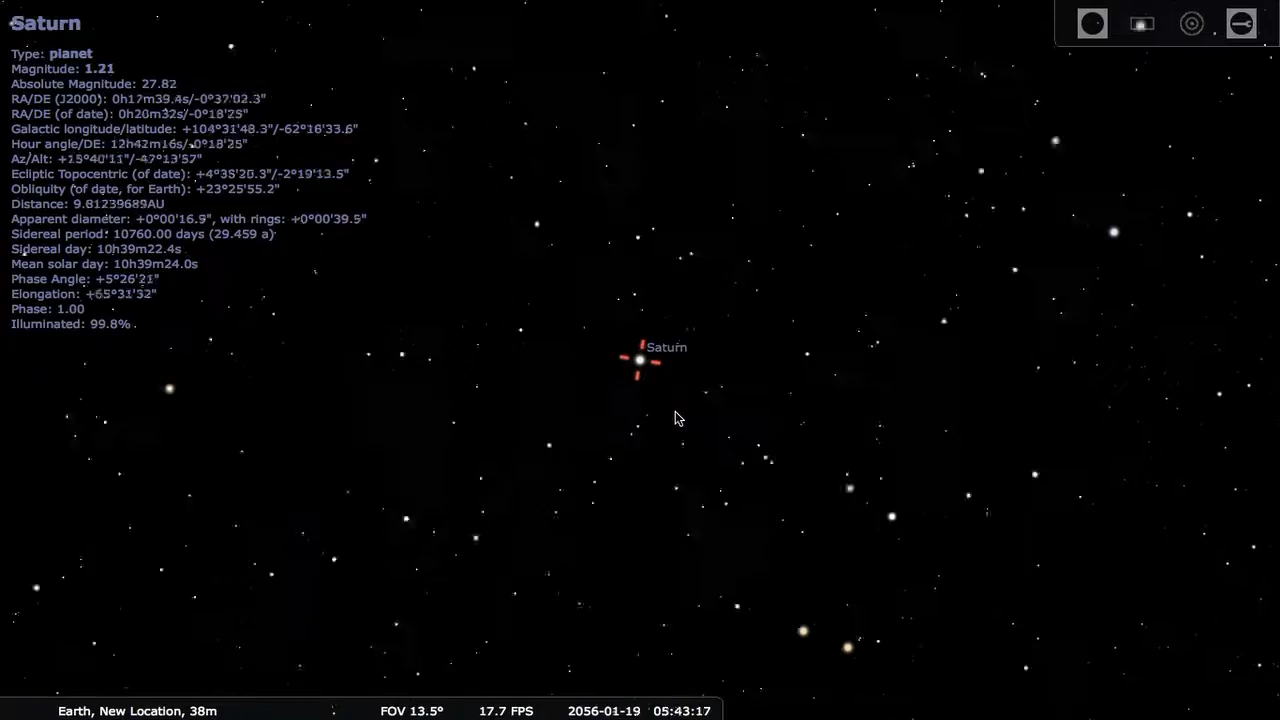 Saturn
Type: planet
Magnitude: 1.21
Absolute Magnitude: 27.82
RA/DE (J2000): 0h17m39.4s/-0°37'02.3"
RA/DE (of date): 0h20m32s/-0°18'25"
Galactic longitude/latitude: +104°31'48.3"/-62°16'33.6"
Hour angle/DE: 12h42m16s/-0°18'25"
Az/Alt: +15°40'11"/-47°13'57"
Ecliptic Topocentric (of date): +4°35'20.3"/-2°19'13.5"
Obliquity (of date, for Earth): +23°25'55.2"
Distance: 9.81239689AU
Apparent diameter: +0°00'16.9", with rings: +0°00'39.5"
Sidereal period: 10760.00 days (29.459 a)
Sidereal day: 10h39m22.4s
Mean solar day: 10h39m24.0s
Phase Angle: +5°26'21"
Elongation: +65°31'32"
Phase: 1.00
Illuminated: 99.8%
Saturn
Earth, New Location, 38m FOV 13.5° 17.7 FPS 2056-01-19 05:43:17